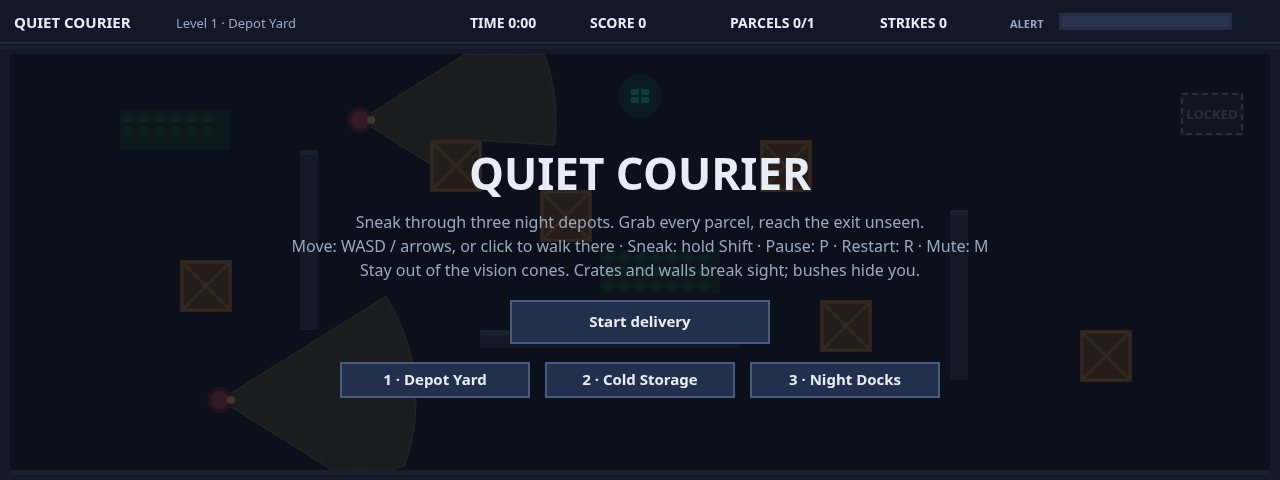 QUIET COURIER
Level 1 · Depot Yard
TIME 0:00
SCORE 0
PARCELS 0/1
STRIKES 0
ALERT
LOCKED
QUIET COURIER
Sneak through three night depots. Grab every parcel, reach the exit unseen.
Move: WASD / arrows, or click to walk there · Sneak: hold Shift · Pause: P · Restart: R · Mute: M
Stay out of the vision cones. Crates and walls break sight; bushes hide you.
Start delivery
1 · Depot Yard
2 · Cold Storage
3 · Night Docks